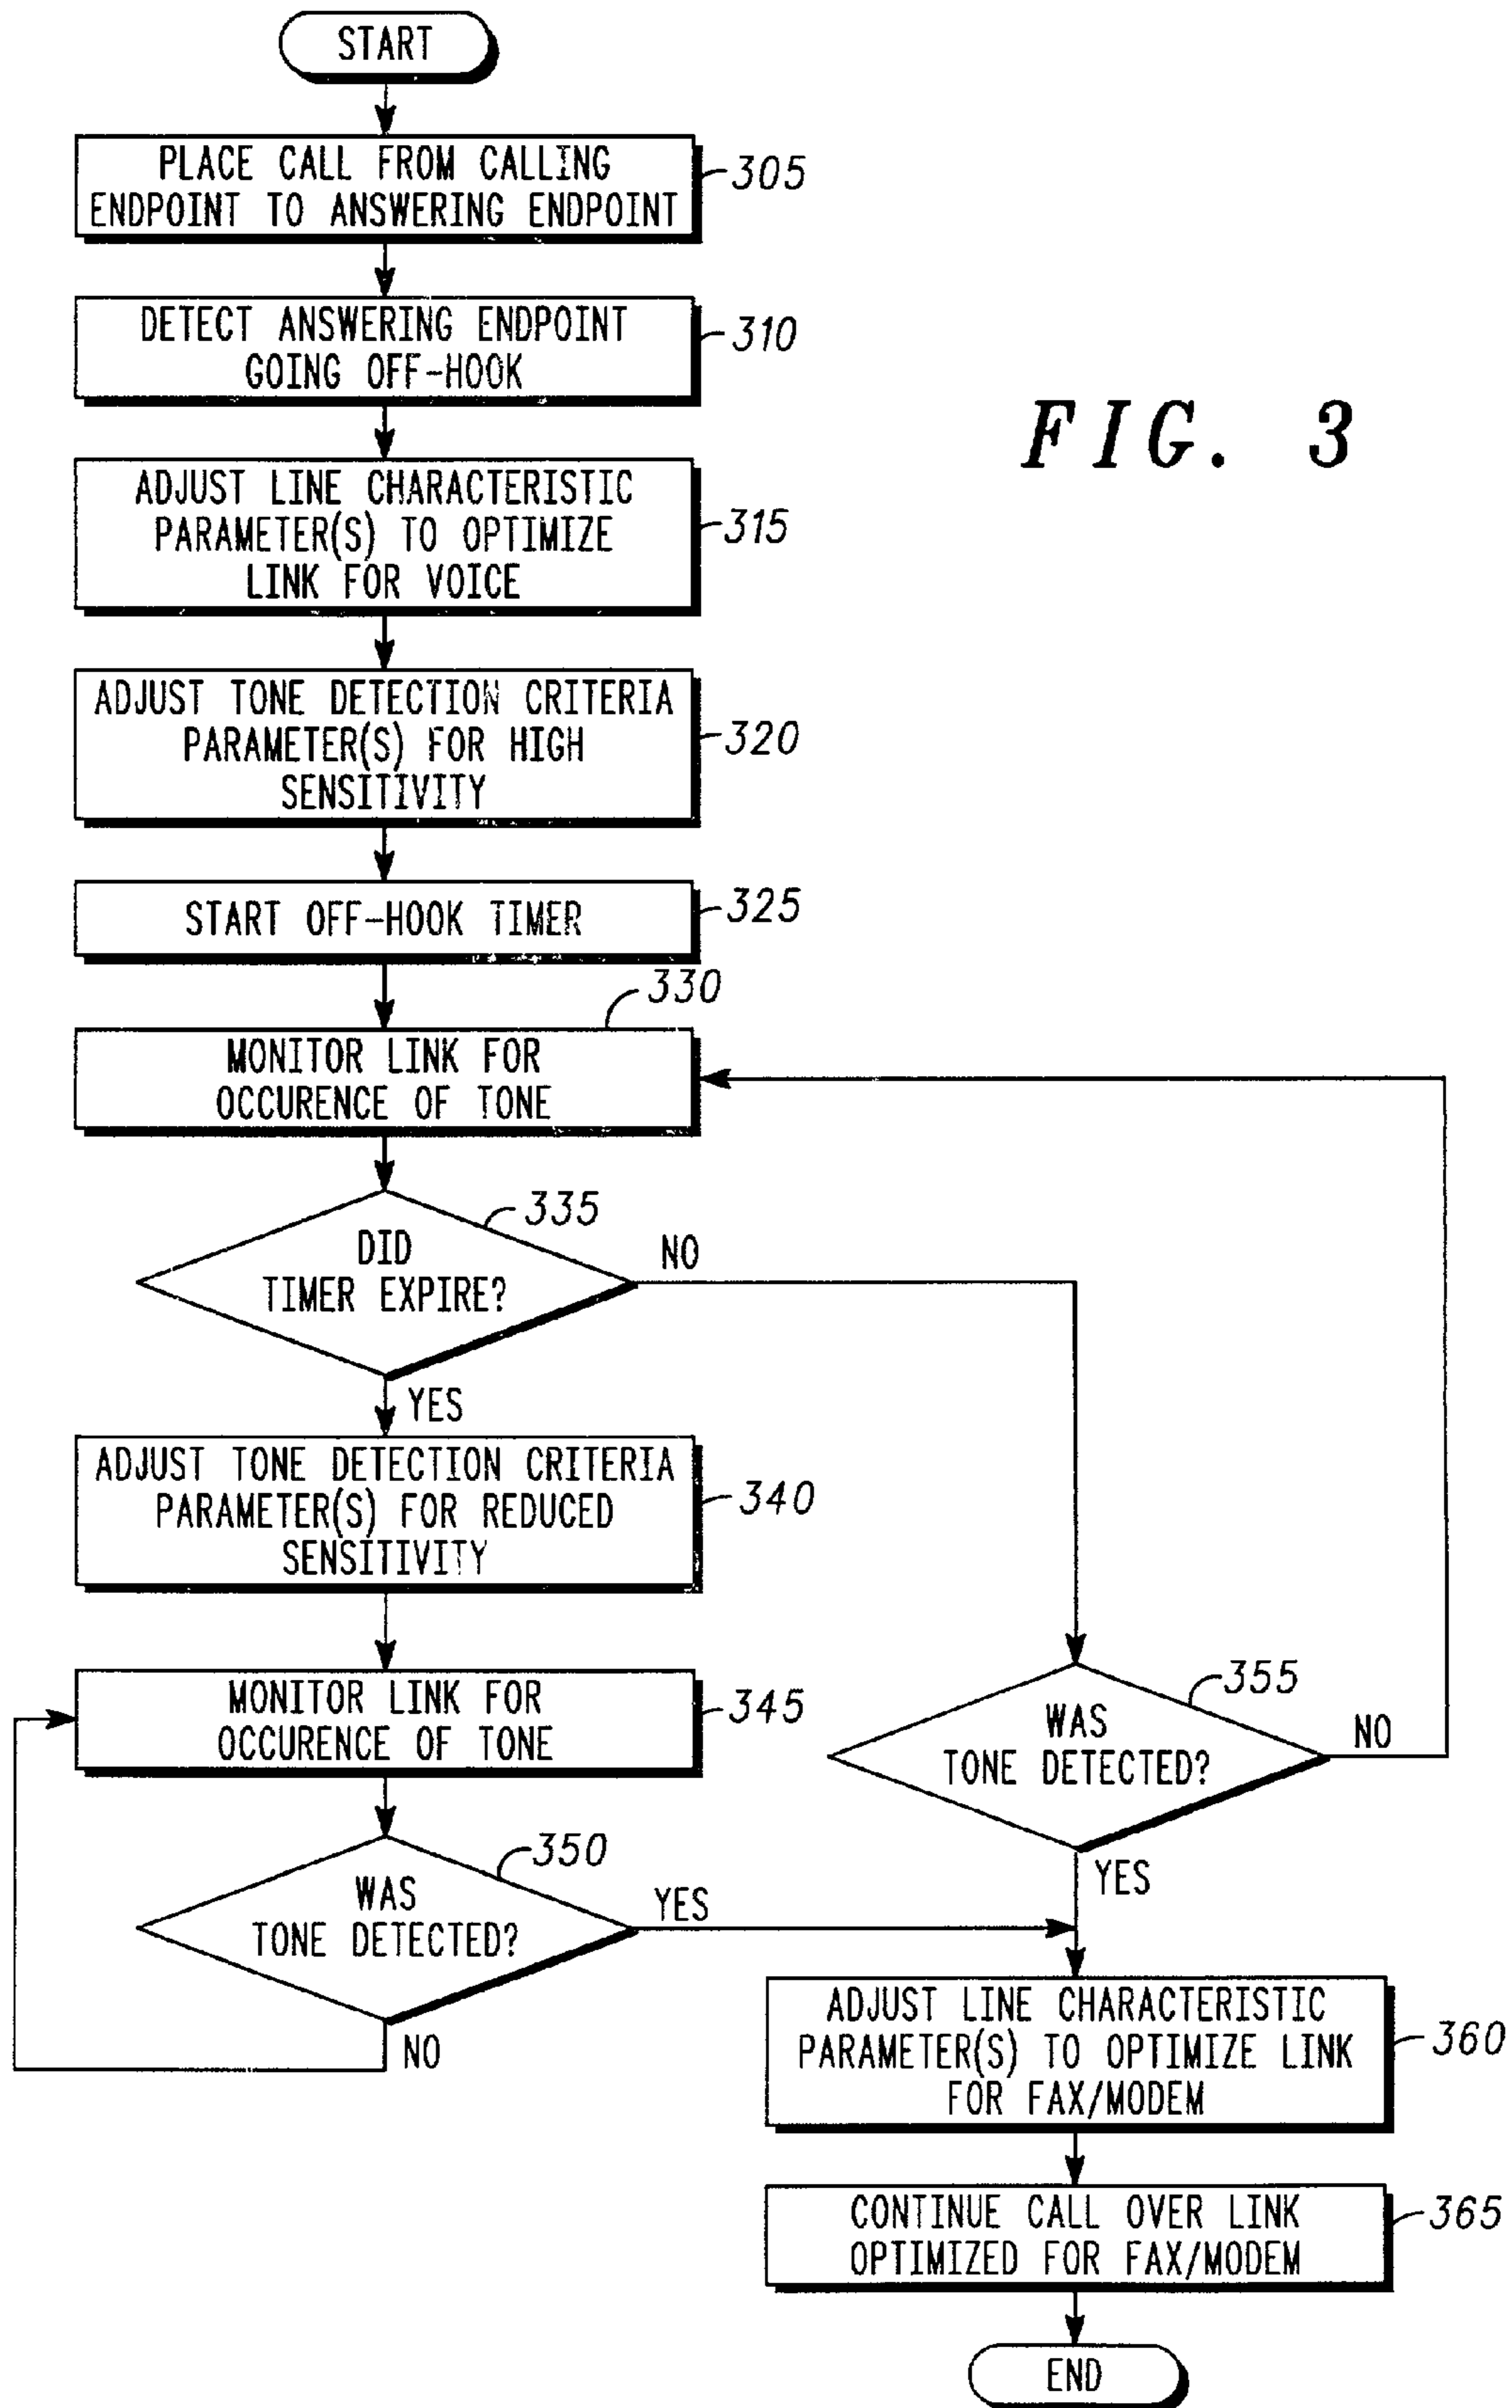 START
PLACE CALL FROM CALLING
ENDPOINT TO ANSWERING ENDPOINT
305
DETECT ANSWERING ENDPOINT
GOING OFF-HOOK
310
FIG. 3
ADJUST LINE CHARACTERISTIC
PARAMETER(S) TO OPTIMIZE
LINK FOR VOICE
315
ADJUST TONE DETECTION CRITERIA
PARAMETER(S) FOR HIGH
SENSITIVITY
320
START OFF-HOOK TIMER
325
330
MONITOR LINK FOR
OCCURENCE OF TONE
335
DID
TIMER EXPIRE?
NO
YES
ADJUST TONE DETECTION CRITERIA
PARAMETER(S) FOR REDUCED
SENSITIVITY
340
MONITOR LINK FOR
OCCURENCE OF TONE
345
355
WAS
TONE DETECTED?
NO
YES
350
WAS
TONE DETECTED?
YES
NO
ADJUST LINE CHARACTERISTIC
PARAMETER(S) TO OPTIMIZE LINK
FOR FAX/MODEM
360
CONTINUE CALL OVER LINK
OPTIMIZED FOR FAX/MODEM
365
END